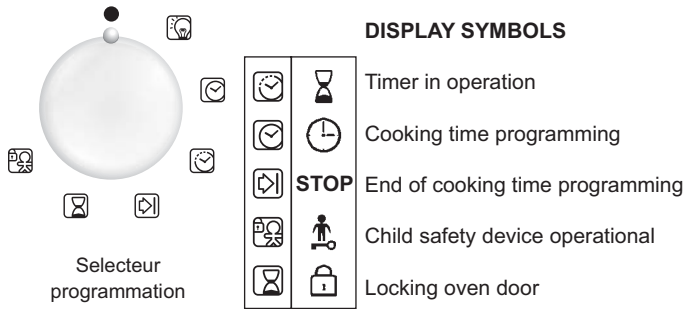 DISPLAY SYMBOLS
Timer in operation
Cooking time programming
STOP End of cooking time programming
Child safety device operational
Locking oven door
Selecteur
programmation